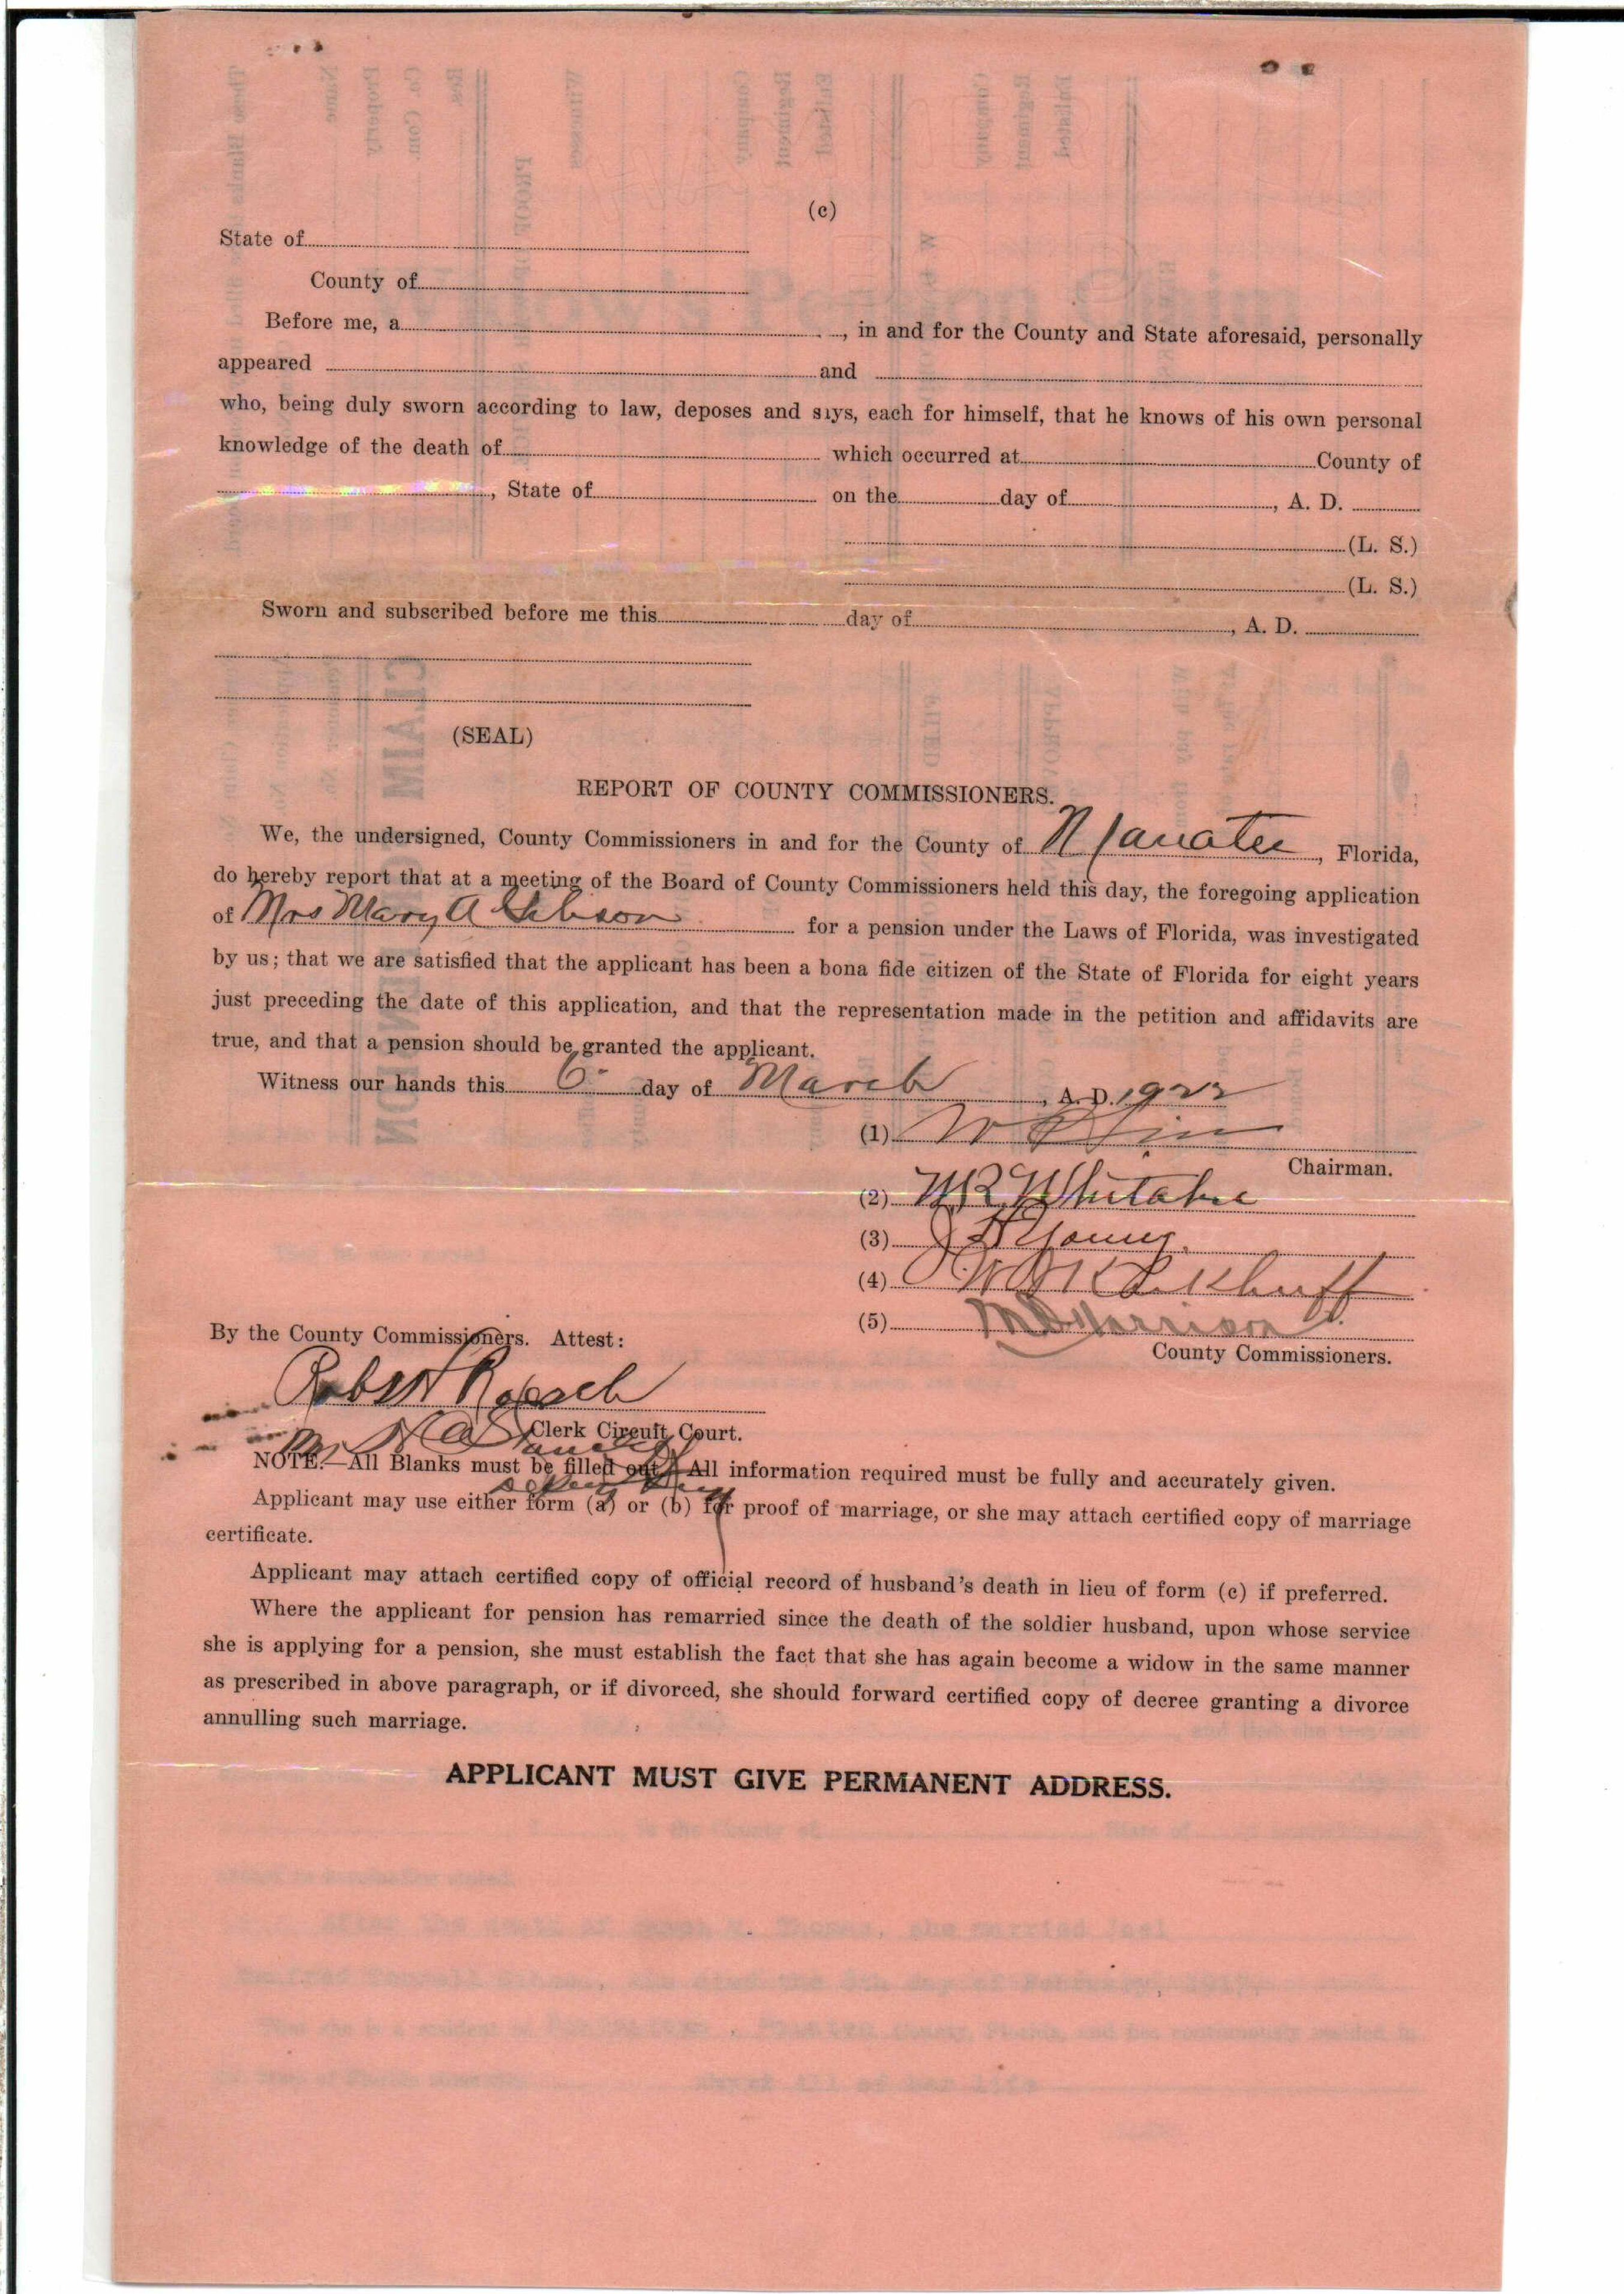 (c)
State of
County of
Before me, a , in and for the County and State aforesaid, personally
appeared and
who, being duly sworn according to law, deposes and says, each for himself, that he knows of his own personal
knowledge of the death of which occurred at County of
, State of on the day of , A. D.
(L. S.)
(L. S.)
Sworn and subscribed before me this day of , A. D.
(SEAL)
REPORT OF COUNTY COMMISSIONERS.
We, the undersigned, County Commissioners in and for the County of Manatee, Florida,
do hereby report that at a meeting of the Board of County Commissioners held this day, the foregoing application
of Mrs Mary A Gibson for a pension under the Laws of Florida, was investigated
by us; that we are satisfied that the applicant has been a bona fide citizen of the State of Florida for eight years
just preceding the date of this application, and that the representation made in the petition and affidavits are
true, and that a pension should be granted the applicant.
Witness our hands this 6 day of March, A. D. 1922
(1)
Chairman.
(2) Whitaker
(3) Young
(4)
(5) Harrison
County Commissioners.
By the County Commissioners. Attest:
Robt H Roesch
Clerk Circuit Court.
NOTE.—All Blanks must be filled out. All information required must be fully and accurately given.
Applicant may use either form (a) or (b) for proof of marriage, or she may attach certified copy of marriage
certificate.
Applicant may attach certified copy of official record of husband's death in lieu of form (c) if preferred.
Where the applicant for pension has remarried since the death of the soldier husband, upon whose service
she is applying for a pension, she must establish the fact that she has again become a widow in the same manner
as prescribed in above paragraph, or if divorced, she should forward certified copy of decree granting a divorce
annulling such marriage.
APPLICANT MUST GIVE PERMANENT ADDRESS.